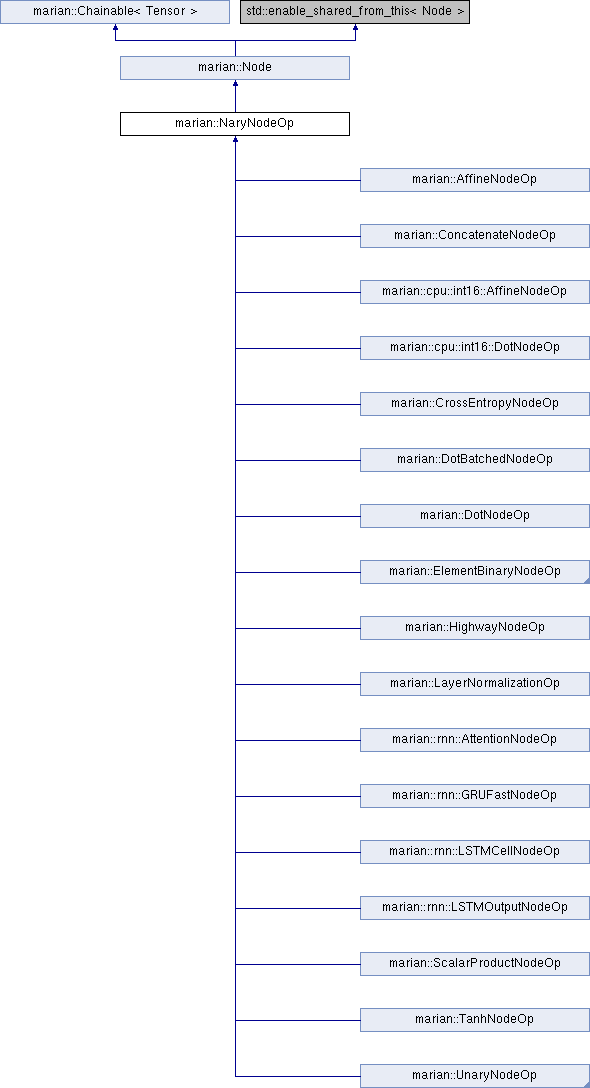 marian::Chainable< Tensor >
std::enable_shared_from_this< Node >
marian::Node
marian::NaryNodeOp
marian::AffineNodeOp
marian::ConcatenateNodeOp
marian::cpu::int16::AffineNodeOp
marian::cpu::int16::DotNodeOp
marian::CrossEntropyNodeOp
marian::DotBatchedNodeOp
marian::DotNodeOp
marian::ElementBinaryNodeOp
marian::HighwayNodeOp
marian::LayerNormalizationOp
marian::rnn::AttentionNodeOp
marian::rnn::GRUFastNodeOp
marian::rnn::LSTMCellNodeOp
marian::rnn::LSTMOutputNodeOp
marian::ScalarProductNodeOp
marian::TanhNodeOp
marian::UnaryNodeOp